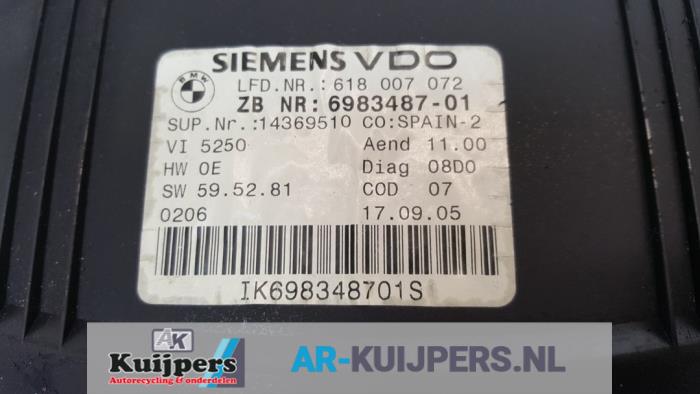 SIEMENS VDO
BMW
LFD.NR.: 618 007 072
ZB NR: 6983487-01
SUP.Nr.:14369510 CO:SPAIN-2
VI 5250 Aend 11.00
HW 0E Diag 08D0
SW 59.52.81 COD 07
0206 17.09.05
IK698348701S
AK
Kuijpers
Autorecycling & onderdelen
AR-KUIJPERS.NL